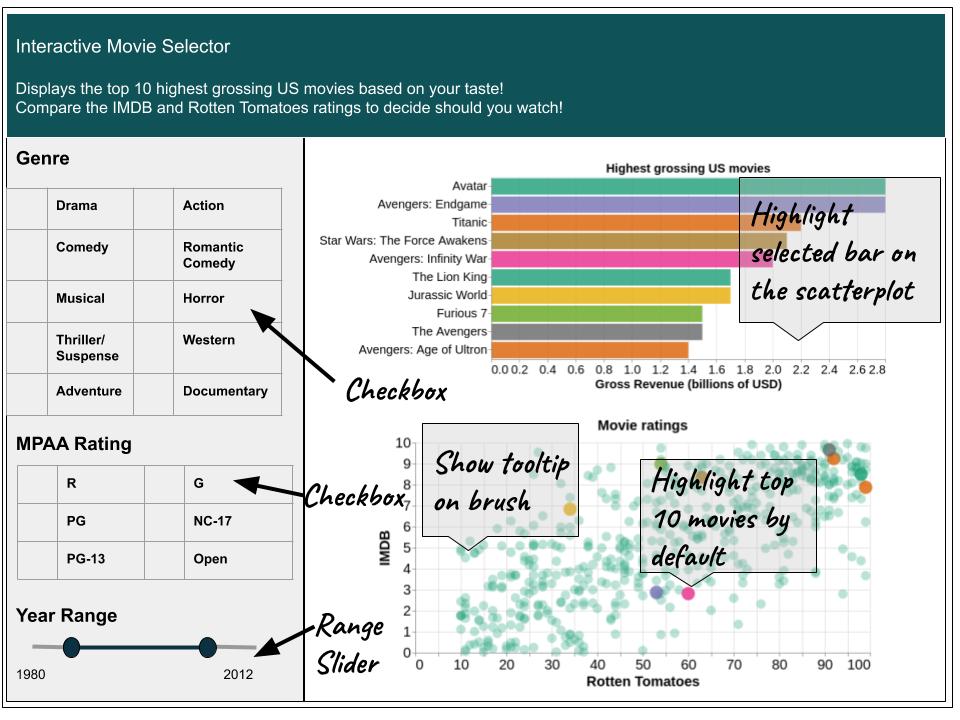 Interactive Movie Selector
Displays the top 10 highest grossing US movies based on your taste!
Compare the IMDB and Rotten Tomatoes ratings to decide should you watch!
Genre
Drama
Action
Comedy
Romantic
Comedy
Musical
Horror
Thriller/
Suspense
Western
Adventure
Documentary
Checkbox
MPAA Rating
R
G
PG
NC-17
PG-13
Open
Checkbox
Year Range
1980
2012
Range
Slider
Highest grossing US movies
Avatar
Avengers: Endgame
Titanic
Star Wars: The Force Awakens
Avengers: Infinity War
The Lion King
Jurassic World
Furious 7
The Avengers
Avengers: Age of Ultron
0.0 0.2 0.4 0.6 0.8 1.0 1.2 1.4 1.6 1.8 2.0 2.2 2.4 2.6 2.8
Gross Revenue (billions of USD)
Highlight
selected bar on
the scatterplot
Movie ratings
10
9
8
7
6
5
4
3
2
1
0
IMDB
0 10 20 30 40 50 60 70 80 90 100
Rotten Tomatoes
Show tooltip
on brush
Highlight top
10 movies by
default